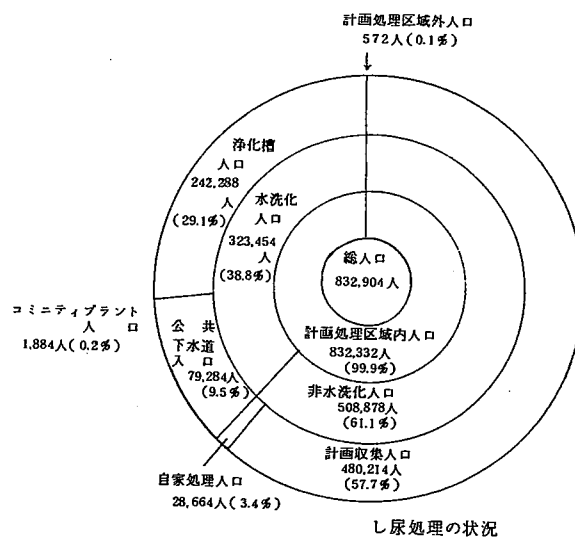 計画処理区域外人口
572人(0.1%)
浄化槽
人口
242,288
人
(29.1%)
水洗化
人口
323,454
人
(38.8%)
総人口
832,904人
コミニティプラント
人口
1,884人(0.2%)
公共
下水道
人口
79,284人
(9.5%)
計画処理区域内人口
832,332人
(99.9%)
非水洗化人口
508,878人
(61.1%)
計画収集人口
480,214人
(57.7%)
自家処理人口
28,664人(3.4%)
し尿処理の状況